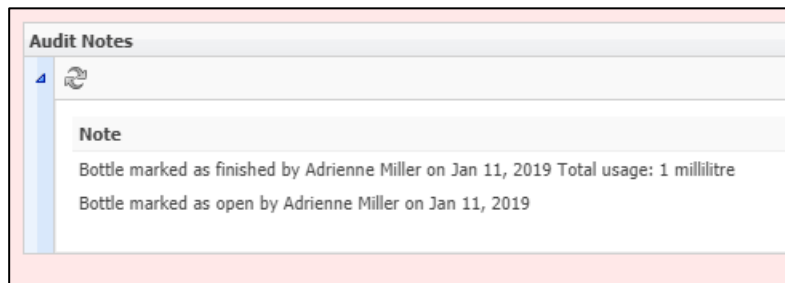 Audit Notes
Note
Bottle marked as finished by Adrienne Miller on Jan 11, 2019 Total usage: 1 millilitre
Bottle marked as open by Adrienne Miller on Jan 11, 2019